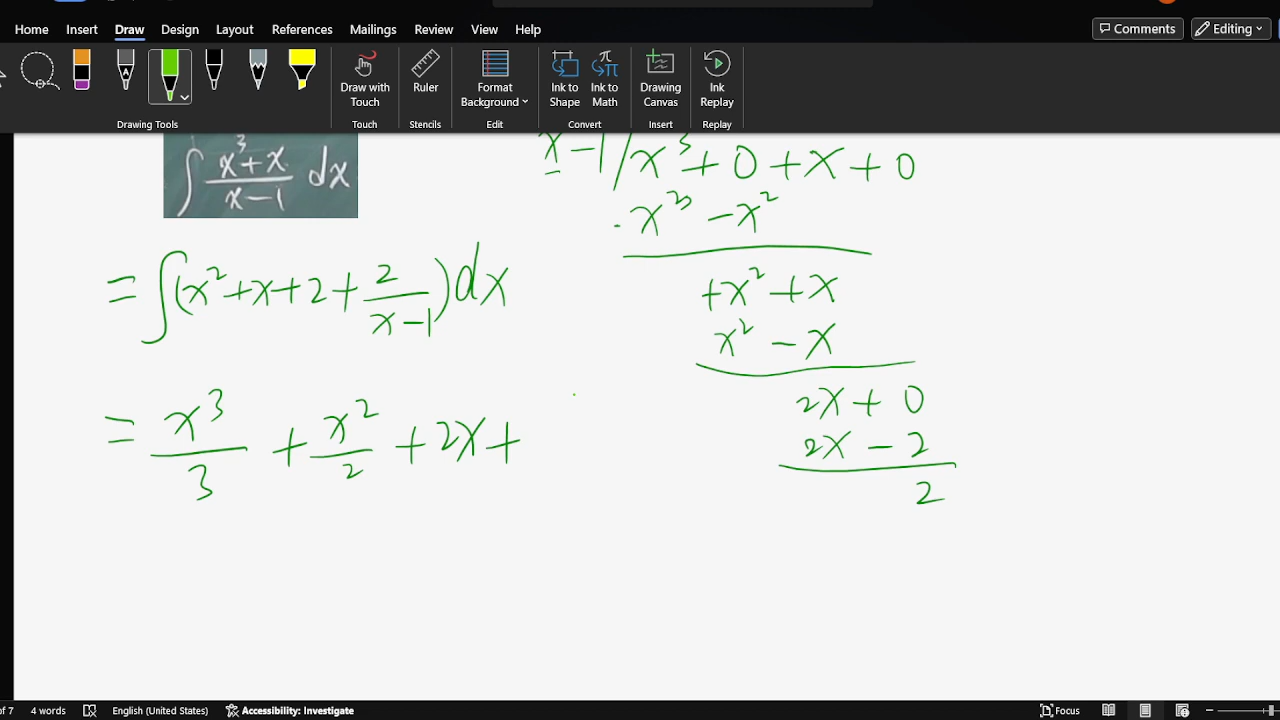 Home Insert Draw Design Layout References Mailings Review View Help Comments Editing
Draw with Touch Ruler Format Background Ink to Shape Ink to Math Drawing Canvas Ink Replay
Drawing Tools Touch Stencils Edit Convert Insert Replay
∫ (x³+x)/(x-1) dx
= ∫(x²+x+2+2/(x-1))dx
= x³/3 + x²/2 + 2x+
x-1/x³+0+x+0
x³-x²
+x²+x
x²-x
2x+0
2x-2
2
of 7 4 words English (United States) Accessibility: Investigate Focus